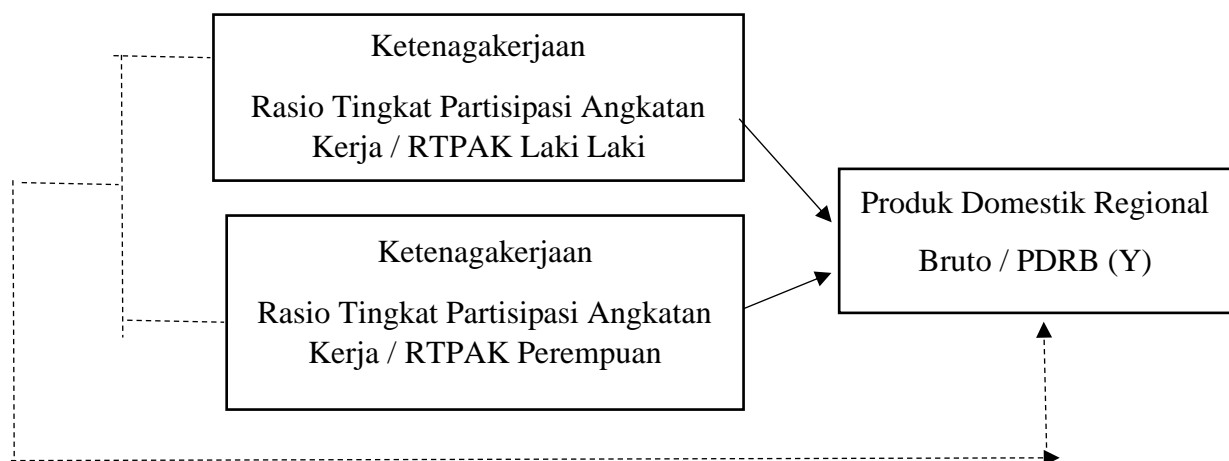 Ketenagakerjaan
Rasio Tingkat Partisipasi Angkatan
Kerja / RTPAK Laki Laki
Ketenagakerjaan
Rasio Tingkat Partisipasi Angkatan
Kerja / RTPAK Perempuan
Produk Domestik Regional
Bruto / PDRB (Y)